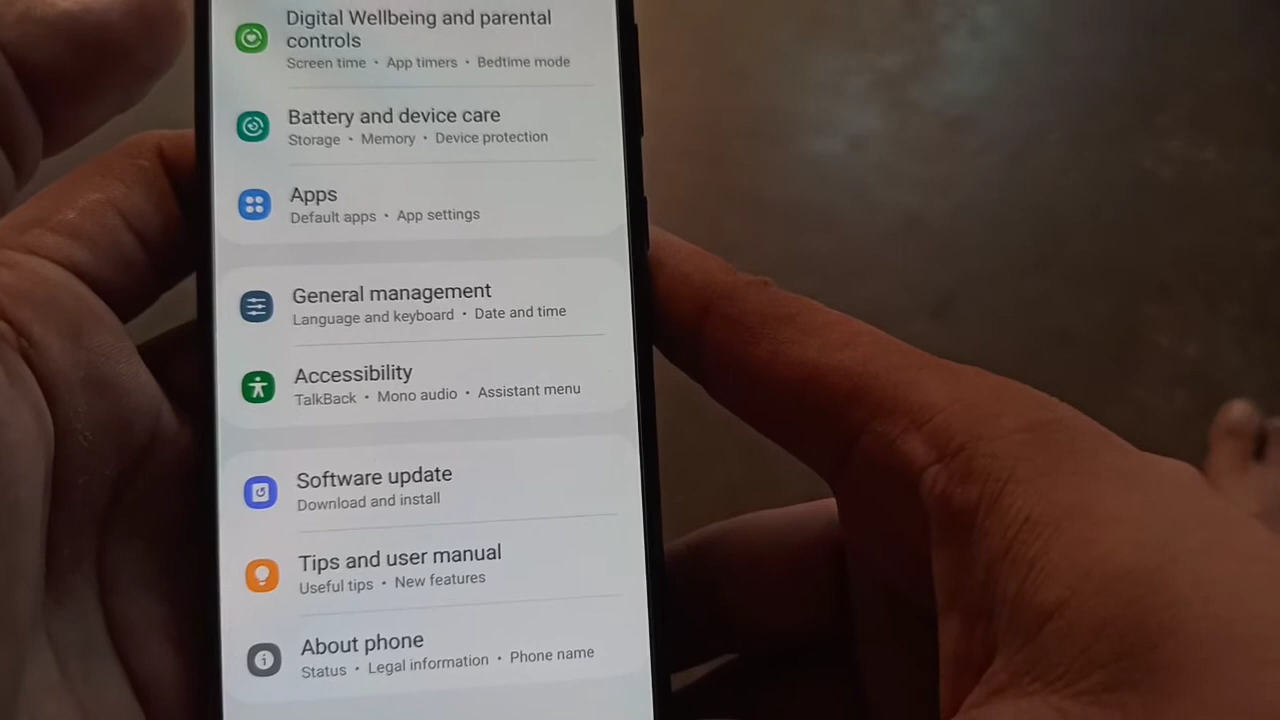 Digital Wellbeing and parental
controls
Screen time • App timers • Bedtime mode
Battery and device care
Storage • Memory • Device protection
Apps
Default apps • App settings
General management
Language and keyboard • Date and time
Accessibility
TalkBack • Mono audio • Assistant menu
Software update
Download and install
Tips and user manual
Useful tips • New features
About phone
Status • Legal information • Phone name